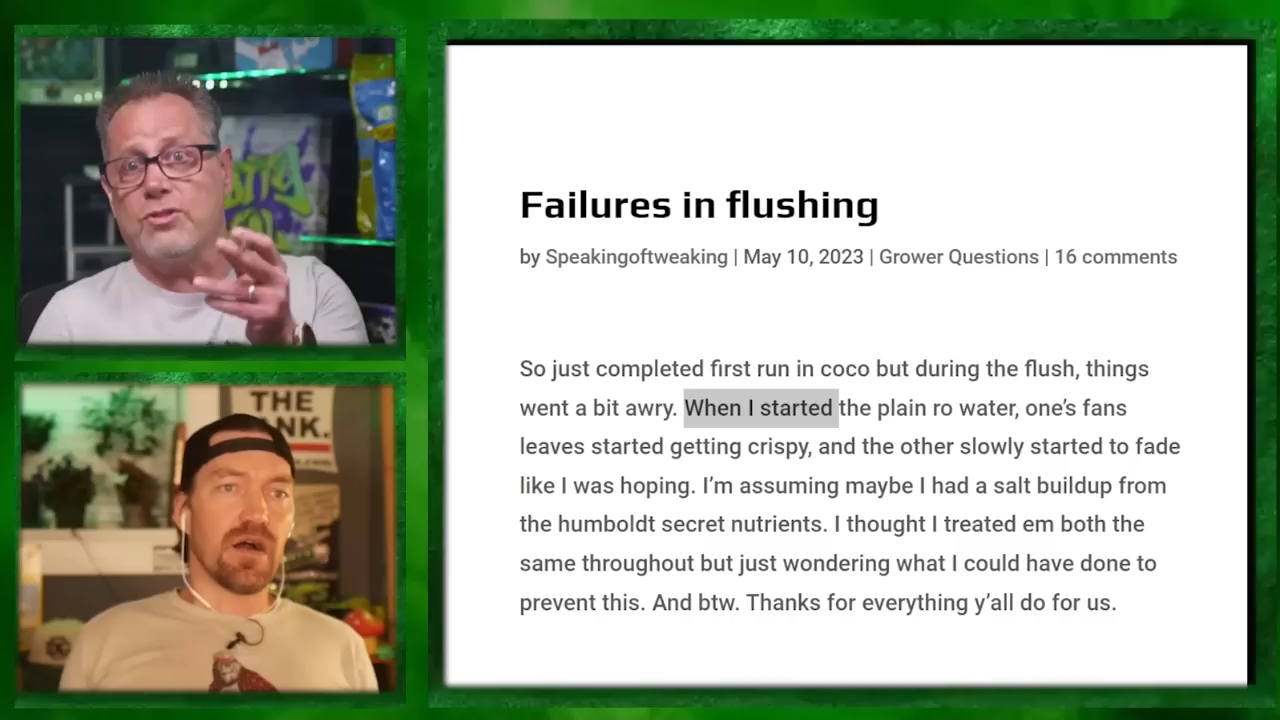 THE
Failures in flushing
by Speakingoftweaking | May 10, 2023 | Grower Questions | 16 comments
So just completed first run in coco but during the flush, things
went a bit awry. When I started the plain ro water, one’s fans
leaves started getting crispy, and the other slowly started to fade
like I was hoping. I’m assuming maybe I had a salt buildup from
the humboldt secret nutrients. I thought I treated em both the
same throughout but just wondering what I could have done to
prevent this. And btw. Thanks for everything y’all do for us.